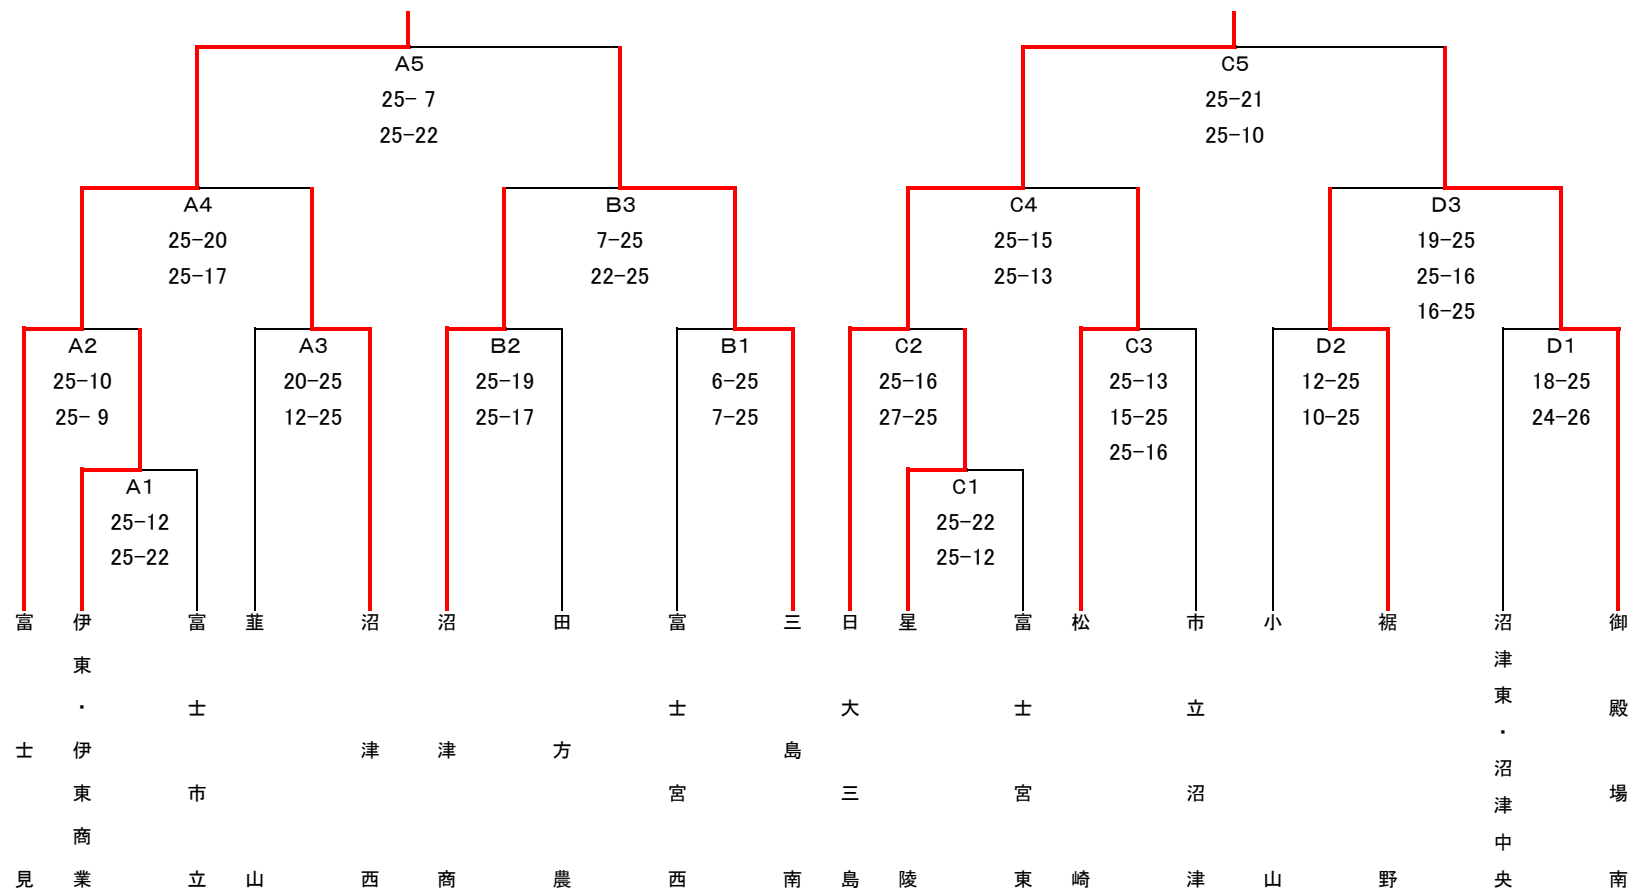 A5
25- 7
25-22
C5
25-21
25-10
A4
25-20
25-17
B3
7-25
22-25
C4
25-15
25-13
D3
19-25
25-16
16-25
A2
25-10
25- 9
A3
20-25
12-25
B2
25-19
25-17
B1
6-25
7-25
C2
25-16
27-25
C3
25-13
15-25
25-16
D2
12-25
10-25
D1
18-25
24-26
A1
25-12
25-22
C1
25-22
25-12
富士見
伊東・伊東商業
富士市立
韮山
沼津西
沼津商
田方農
富士宮西
三島南
日大三島
星陵
富士宮東
松崎
市立沼津
小山
裾野
沼津東・沼津中央
御殿場南